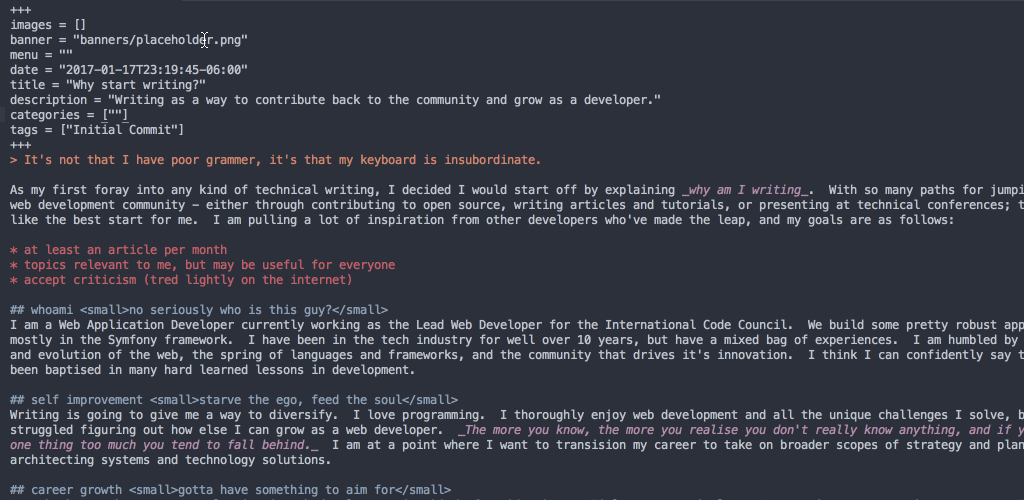 +++
images = []
banner = "banners/placeholder.png"
menu = ""
date = "2017-01-17T23:19:45-06:00"
title = "Why start writing?"
description = "Writing as a way to contribute back to the community and grow as a developer."
categories = [""]
tags = ["Initial Commit"]
+++
> It's not that I have poor grammer, it's that my keyboard is insubordinate.
As my first foray into any kind of technical writing, I decided I would start off by explaining _why am I writing_.  With so many paths for
web development community – either through contributing to open source, writing articles and tutorials, or presenting at technical conferences;
like the best start for me.  I am pulling a lot of inspiration from other developers who've made the leap, and my goals are as follows:
* at least an article per month
* topics relevant to me, but may be useful for everyone
* accept criticism (tred lightly on the internet)
## whoami <small>no seriously who is this guy?</small>
I am a Web Application Developer currently working as the Lead Web Developer for the International Code Council.  We build some pretty robust
mostly in the Symfony framework.  I have been in the tech industry for well over 10 years, but have a mixed bag of experiences.  I am humbled by
and evolution of the web, the spring of languages and frameworks, and the community that drives it's innovation.  I think I can confidently say
been baptised in many hard learned lessons in development.
## self improvement <small>starve the ego, feed the soul</small>
Writing is going to give me a way to diversify.  I love programming.  I thoroughly enjoy web development and all the unique challenges I solve,
struggled figuring out how else I can grow as a web developer.  _The more you know, the more you realise you don't really know anything, and if
one thing too much you tend to fall behind._  I am at a point where I want to transision my career to take on broader scopes of strategy and
architecting systems and technology solutions.
## career growth <small>gotta have something to aim for</small>